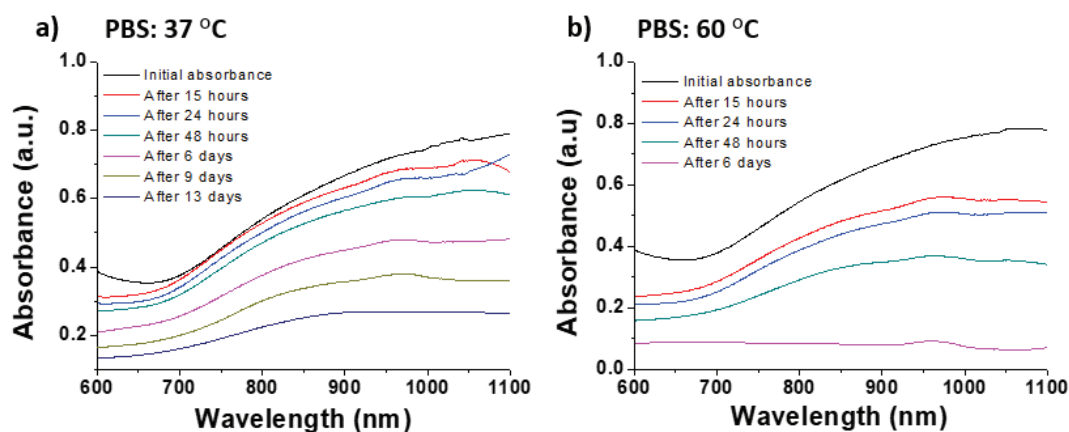 a) PBS: 37 °C
1.0
0.8
0.6
0.4
0.2
Absorbance (a.u.)
Initial absorbance
After 15 hours
After 24 hours
After 48 hours
After 6 days
After 9 days
After 13 days
600 700 800 900 1000 1100
Wavelength (nm)
b) PBS: 60 °C
1.0
0.8
0.6
0.4
0.2
0.0
Absorbance (a.u)
Initial absorbance
After 15 hours
After 24 hours
After 48 hours
After 6 days
600 700 800 900 1000 1100
Wavelength (nm)